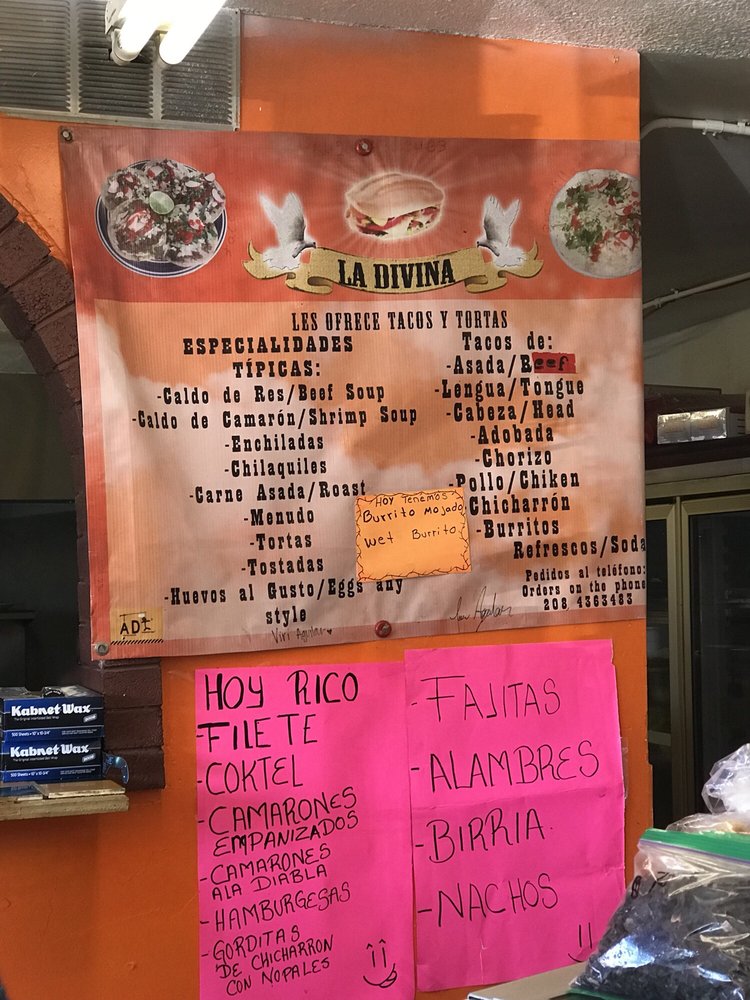 LA DIVINA
LES OFRECE TACOS Y TORTAS
ESPECIALIDADES
TÍPICAS:
-Caldo de Res/Beef Soup
-Caldo de Camarón/Shrimp Soup
-Enchiladas
-Chilaquiles
-Carne Asada/Roast
-Menudo
-Tortas
-Tostadas
-Huevos al Gusto/Eggs any
style
Tacos de:
-Asada/Beef
-Lengua/Tongue
-Cabeza/Head
-Adobada
-Chorizo
-Pollo/Chiken
Chicharrón
-Burritos
Refrescos/Soda
Pedidos al teléfono:
Orders on the phone
208 4363483
Hoy Tenemos
Burrito Mojado
Wet Burrito
AD
Viri Aguilar
HOY RICO
-FILETE
-COKTEL
-CAMARONES
EMPANIZADOS
-CAMARONES
ALA DIABLA
-HAMBURGESAS
-GORDITAS
DE CHICHARRON
CON NOPALES
-FAJITAS
-ALAMBRES
-BIRRIA.
-NACHOS
Kabnet Wax
Kabnet Wax